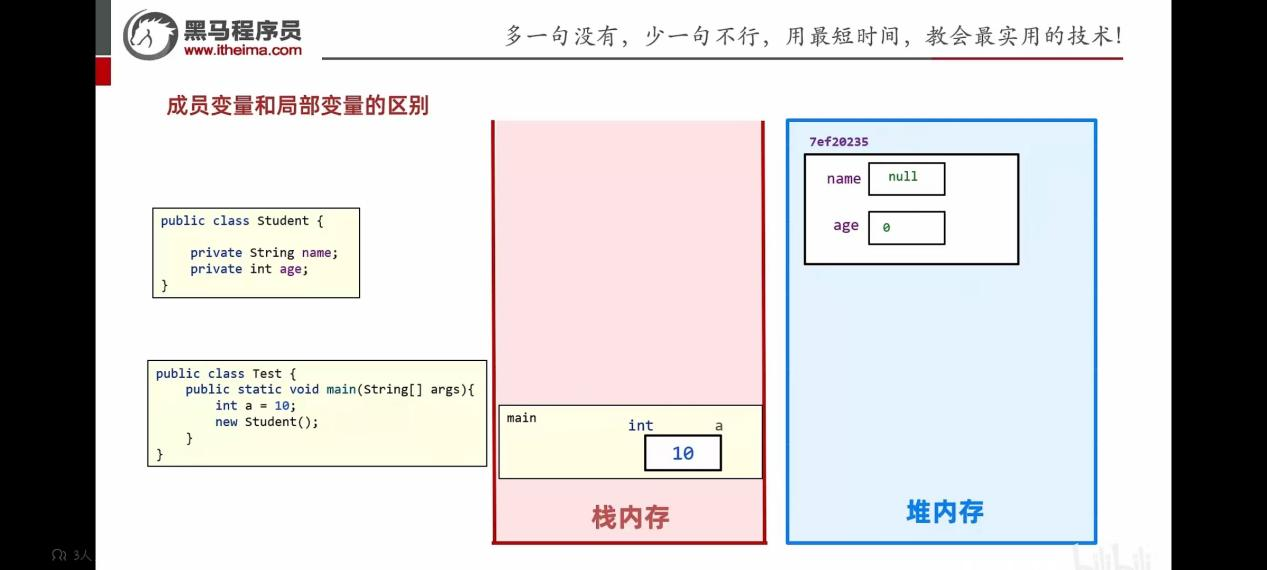 黑马程序员
www.itheima.com
多一句没有，少一句不行，用最短时间，教会最实用的技术！
成员变量和局部变量的区别
public class Student {
private String name;
private int age;
}
public class Test {
public static void main(String[] args){
int a = 10;
new Student();
}
}
main
int a
10
栈内存
7ef20235
name null
age 0
堆内存
3人
bilibili